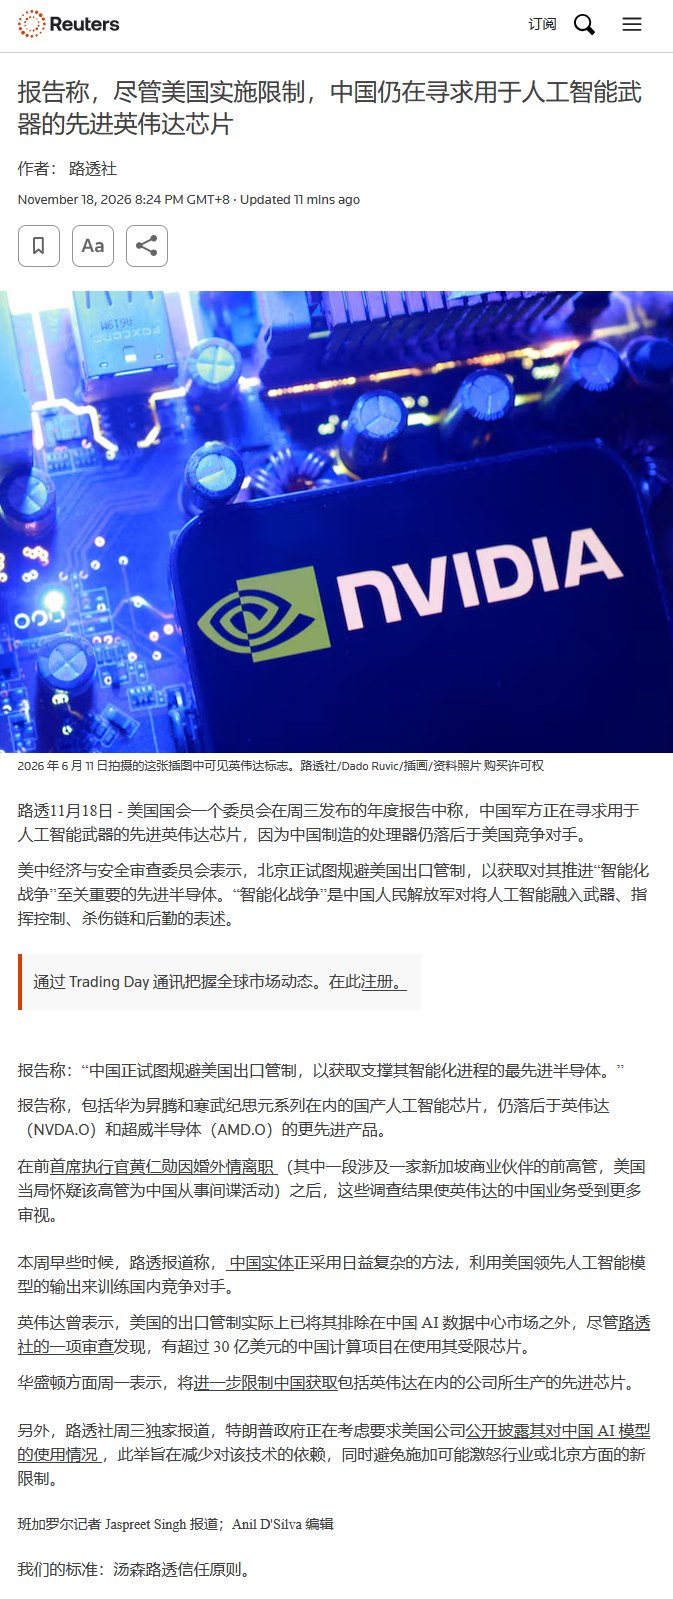 Reuters
订阅
报告称，尽管美国实施限制，中国仍在寻求用于人工智能武
器的先进英伟达芯片
作者： 路透社
November 18, 2026 8:24 PM GMT+8 · Updated 11 mins ago
Aa
FOXCONN
NVIDIA
2026 年 6 月 11 日拍摄的这张插图中可见英伟达标志。路透社/Dado Ruvic/插画/资料照片 购买许可权
路透11月18日 - 美国国会一个委员会在周三发布的年度报告中称，中国军方正在寻求用于
人工智能武器的先进英伟达芯片，因为中国制造的处理器仍落后于美国竞争对手。
美中经济与安全审查委员会表示，北京正试图规避美国出口管制，以获取对其推进“智能化
战争”至关重要的先进半导体。“智能化战争”是中国人民解放军对将人工智能融入武器、指
挥控制、杀伤链和后勤的表述。
通过 Trading Day 通讯把握全球市场动态。在此注册。
报告称：“中国正试图规避美国出口管制，以获取支撑其智能化进程的最先进半导体。”
报告称，包括华为昇腾和寒武纪思元系列在内的国产人工智能芯片，仍落后于英伟达
（NVDA.O）和超威半导体（AMD.O）的更先进产品。
在前首席执行官黄仁勋因婚外情离职 （其中一段涉及一家新加坡商业伙伴的前高管，美国
当局怀疑该高管为中国从事间谍活动）之后，这些调查结果使英伟达的中国业务受到更多
审视。
本周早些时候，路透报道称， 中国实体正采用日益复杂的方法，利用美国领先人工智能模
型的输出来训练国内竞争对手。
英伟达曾表示，美国的出口管制实际上已将其排除在中国 AI 数据中心市场之外，尽管路透
社的一项审查发现，有超过 30 亿美元的中国计算项目在使用其受限芯片。
华盛顿方面周一表示，将进一步限制中国获取包括英伟达在内的公司所生产的先进芯片。
另外，路透社周三独家报道，特朗普政府正在考虑要求美国公司公开披露其对中国 AI 模型
的使用情况 ，此举旨在减少对该技术的依赖，同时避免施加可能激怒行业或北京方面的新
限制。
班加罗尔记者 Jaspreet Singh 报道；Anil D'Silva 编辑
我们的标准：汤森路透信任原则。